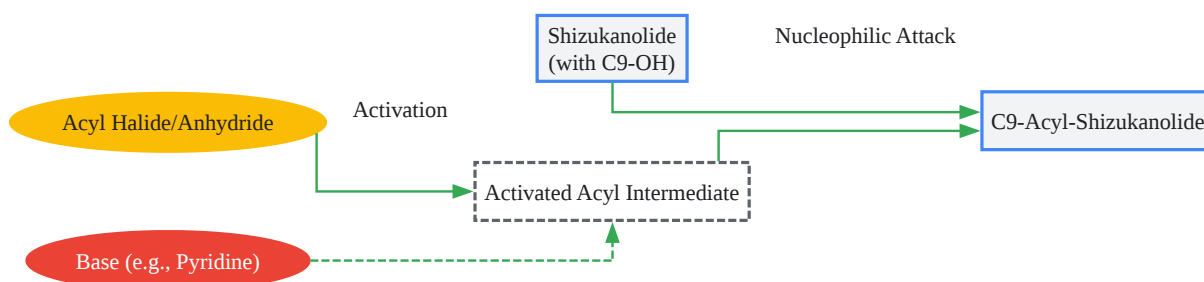 Shizukanolide
(with C9-OH)
Nucleophilic Attack
Acyl Halide/Anhydride
Activation
C9-Acyl-Shizukanolide
Activated Acyl Intermediate
Base (e.g., Pyridine)